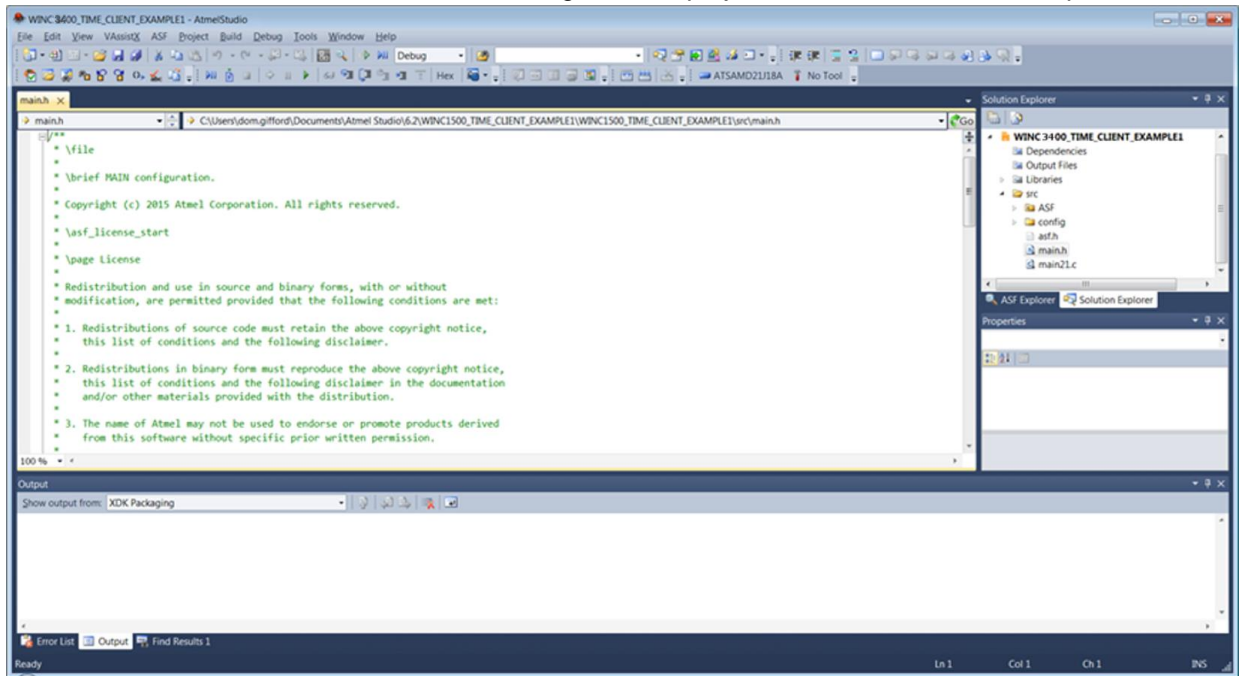 WINC 3400_TIME_CLIENT_EXAMPLE1 - AtmelStudio
File Edit View VAssistX ASF Project Build Debug Tools Window Help
Debug
Hex ATSAMD21J18A No Tool
main.h
main.h C:\Users\dom.gifford\Documents\Atmel Studio\6.2\WINC1500_TIME_CLIENT_EXAMPLE1\WINC1500_TIME_CLIENT_EXAMPLE1\src\main.h Go
/**
* \file
*
* \brief MAIN configuration.
*
* Copyright (c) 2015 Atmel Corporation. All rights reserved.
*
* \asf_license_start
*
* \page License
*
* Redistribution and use in source and binary forms, with or without
* modification, are permitted provided that the following conditions are met:
*
* 1. Redistributions of source code must retain the above copyright notice,
*    this list of conditions and the following disclaimer.
*
* 2. Redistributions in binary form must reproduce the above copyright notice,
*    this list of conditions and the following disclaimer in the documentation
*    and/or other materials provided with the distribution.
*
* 3. The name of Atmel may not be used to endorse or promote products derived
*    from this software without specific prior written permission.
*
100 %
Solution Explorer
WINC 3400_TIME_CLIENT_EXAMPLE1
Dependencies
Output Files
Libraries
src
ASF
config
asf.h
main.h
main21.c
ASF Explorer Solution Explorer
Properties
Output
Show output from: XDK Packaging
Error List Output Find Results 1
Ready Ln 1 Col 1 Ch 1 INS